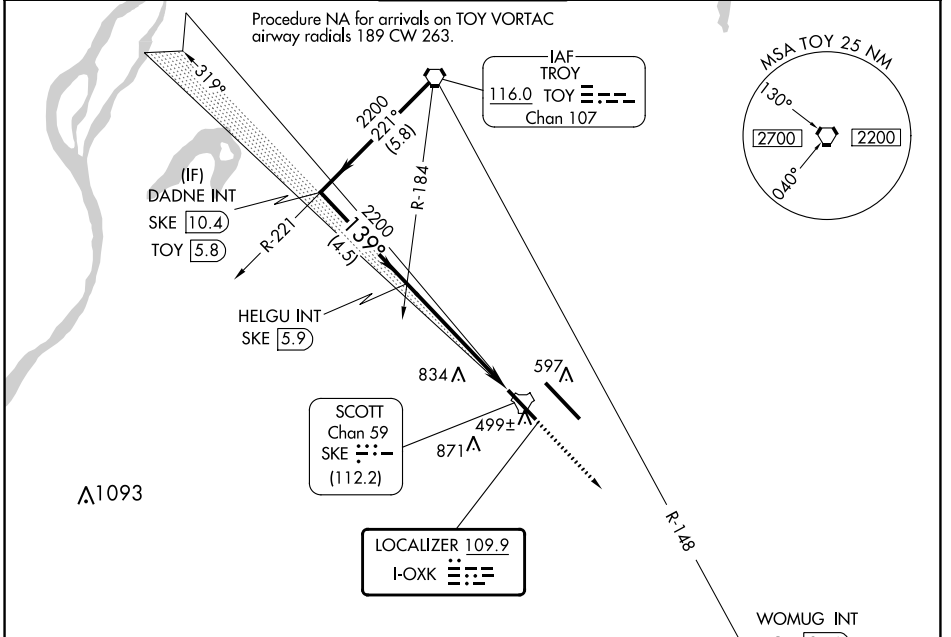 Procedure NA for arrivals on TOY VORTAC
airway radials 189 CW 263.
IAF
TROY
116.0 TOY
Chan 107
MSA TOY 25 NM
130°
2700
2200
040°
319°
2200
221°
(5.8)
R-184
(IF)
DADNE INT
SKE 10.4
TOY 5.8
R-221
2200
139°
(4.5)
HELGU INT
SKE 5.9
834
597
499±
871
SCOTT
Chan 59
SKE
(112.2)
1093
LOCALIZER 109.9
I-OXK
R-148
WOMUG INT